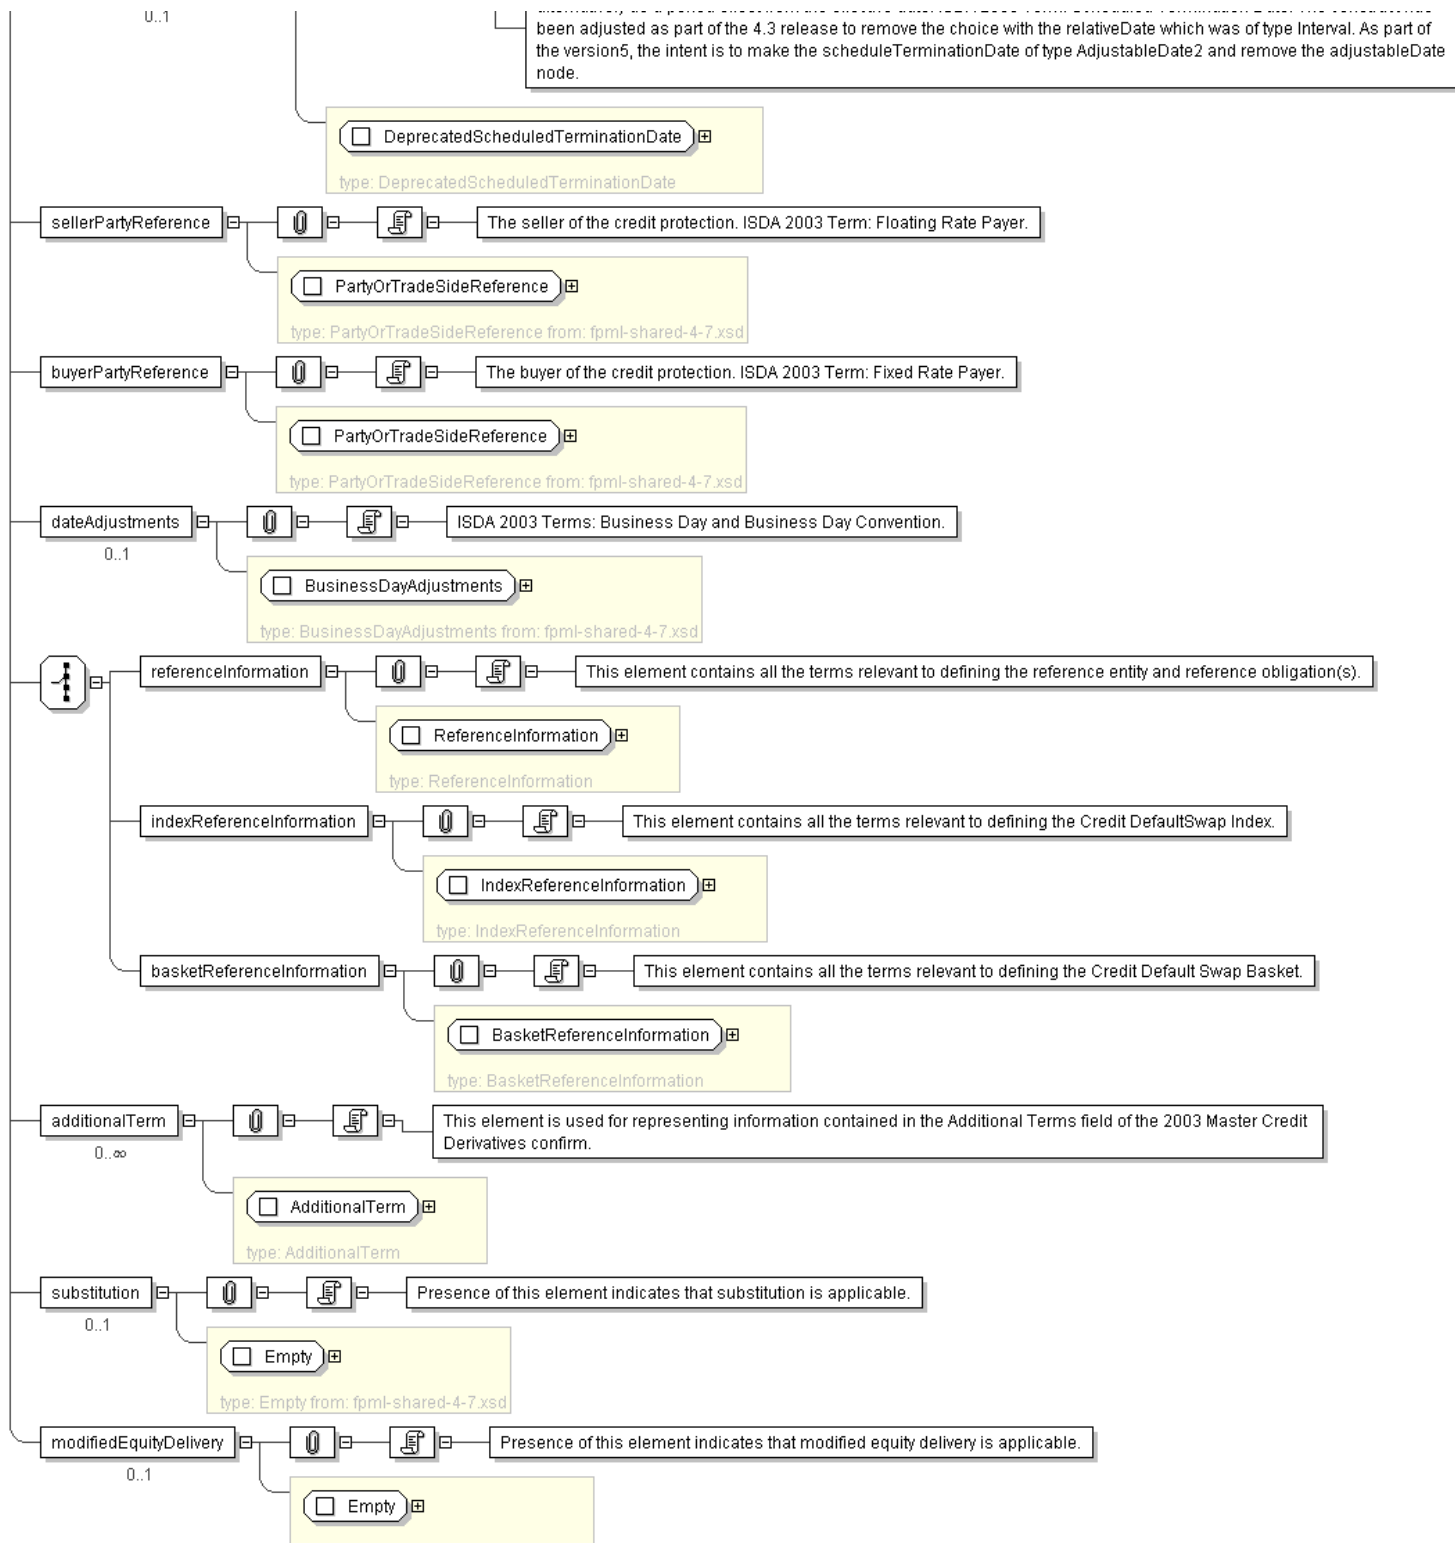 0..1
been adjusted as part of the 4.3 release to remove the choice with the relativeDate which was of type Interval. As part of
the version5, the intent is to make the scheduleTerminationDate of type AdjustableDate2 and remove the adjustableDate
node.
DeprecatedScheduledTerminationDate
type: DeprecatedScheduledTerminationDate
sellerPartyReference
The seller of the credit protection. ISDA 2003 Term: Floating Rate Payer.
PartyOrTradeSideReference
type: PartyOrTradeSideReference from: fpml-shared-4-7.xsd
buyerPartyReference
The buyer of the credit protection. ISDA 2003 Term: Fixed Rate Payer.
PartyOrTradeSideReference
type: PartyOrTradeSideReference from: fpml-shared-4-7.xsd
dateAdjustments
ISDA 2003 Terms: Business Day and Business Day Convention.
0..1
BusinessDayAdjustments
type: BusinessDayAdjustments from: fpml-shared-4-7.xsd
referenceInformation
This element contains all the terms relevant to defining the reference entity and reference obligation(s).
ReferenceInformation
type: ReferenceInformation
indexReferenceInformation
This element contains all the terms relevant to defining the Credit DefaultSwap Index.
IndexReferenceInformation
type: IndexReferenceInformation
basketReferenceInformation
This element contains all the terms relevant to defining the Credit Default Swap Basket.
BasketReferenceInformation
type: BasketReferenceInformation
additionalTerm
This element is used for representing information contained in the Additional Terms field of the 2003 Master Credit
Derivatives confirm.
0..∞
AdditionalTerm
type: AdditionalTerm
substitution
Presence of this element indicates that substitution is applicable.
0..1
Empty
type: Empty from: fpml-shared-4-7.xsd
modifiedEquityDelivery
Presence of this element indicates that modified equity delivery is applicable.
0..1
Empty